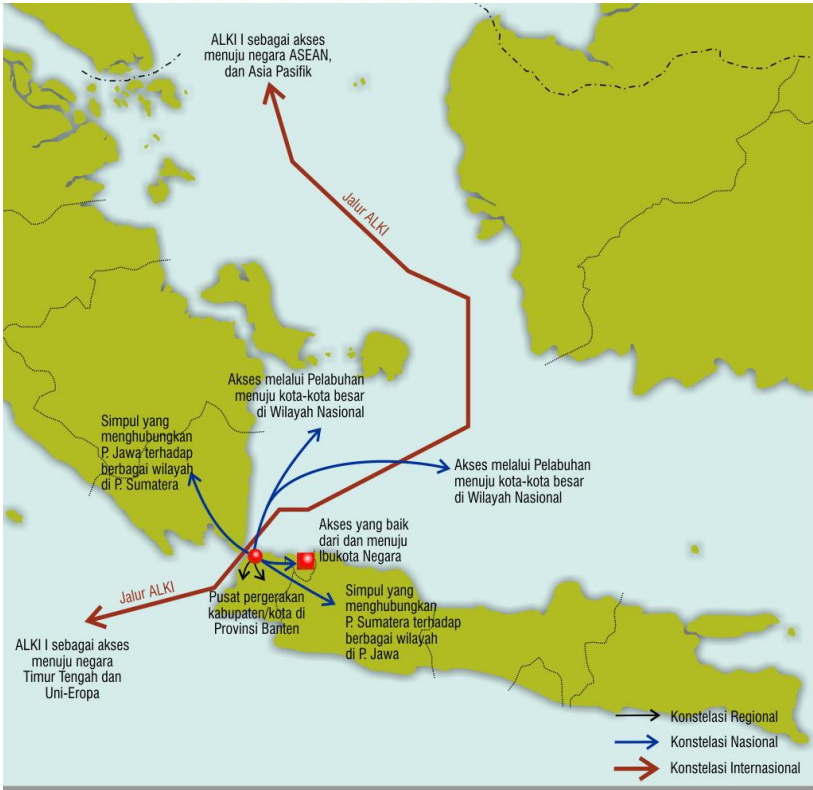 ALKI I sebagai akses
menuju negara ASEAN,
dan Asia Pasifik
Jalur ALKI
Akses melalui Pelabuhan
menuju kota-kota besar
di Wilayah Nasional
Simpul yang
menghubungkan
P. Jawa terhadap
berbagai wilayah
di P. Sumatera
Akses melalui Pelabuhan
menuju kota-kota besar
di Wilayah Nasional
Akses yang baik
dari dan menuju
Ibukota Negara
Jalur ALKI
Pusat pergerakan
kabupaten/kota di
Provinsi Banten
Simpul yang
menghubungkan
P. Sumatera terhadap
berbagai wilayah
di P. Jawa
ALKI I sebagai akses
menuju negara
Timur Tengah dan
Uni-Eropa
Konstelasi Regional
Konstelasi Nasional
Konstelasi Internasional